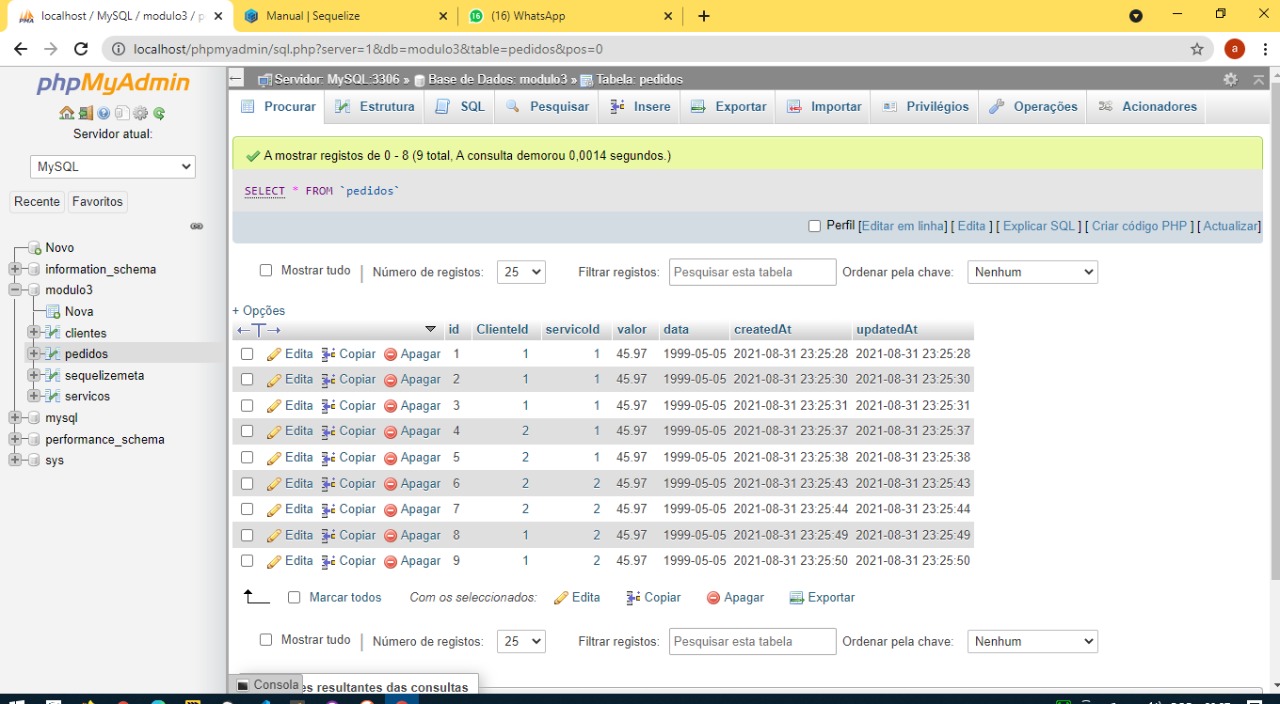 localhost / MySQL / modulo3 / p
Manual | Sequelize
(16) WhatsApp
localhost/phpmyadmin/sql.php?server=1&db=modulo3&table=pedidos&pos=0
a
phpMyAdmin
Servidor atual:
MySQL
Recente Favoritos
Novo
information_schema
modulo3
Nova
clientes
pedidos
sequelizemeta
servicos
mysql
performance_schema
sys
Servidor: MySQL:3306 » Base de Dados: modulo3 » Tabela: pedidos
Procurar Estrutura SQL Pesquisar Insere Exportar Importar Privilégios Operações Acionadores
A mostrar registos de 0 - 8 (9 total, A consulta demorou 0,0014 segundos.)
SELECT * FROM `pedidos`
Perfil [Editar em linha] [ Edita ] [ Explicar SQL ] [ Criar código PHP ] [ Actualizar]
Mostrar tudo | Número de registos: 25 Filtrar registos: Pesquisar esta tabela Ordenar pela chave: Nenhum
+ Opções
←T→ id ClienteId servicoId valor data createdAt updatedAt
Edita Copiar Apagar 1 1 1 45.97 1999-05-05 2021-08-31 23:25:28 2021-08-31 23:25:28
Edita Copiar Apagar 2 1 1 45.97 1999-05-05 2021-08-31 23:25:30 2021-08-31 23:25:30
Edita Copiar Apagar 3 1 1 45.97 1999-05-05 2021-08-31 23:25:31 2021-08-31 23:25:31
Edita Copiar Apagar 4 2 1 45.97 1999-05-05 2021-08-31 23:25:37 2021-08-31 23:25:37
Edita Copiar Apagar 5 2 1 45.97 1999-05-05 2021-08-31 23:25:38 2021-08-31 23:25:38
Edita Copiar Apagar 6 2 2 45.97 1999-05-05 2021-08-31 23:25:43 2021-08-31 23:25:43
Edita Copiar Apagar 7 2 2 45.97 1999-05-05 2021-08-31 23:25:44 2021-08-31 23:25:44
Edita Copiar Apagar 8 1 2 45.97 1999-05-05 2021-08-31 23:25:49 2021-08-31 23:25:49
Edita Copiar Apagar 9 1 2 45.97 1999-05-05 2021-08-31 23:25:50 2021-08-31 23:25:50
Marcar todos Com os seleccionados: Edita Copiar Apagar Exportar
Mostrar tudo | Número de registos: 25 Filtrar registos: Pesquisar esta tabela Ordenar pela chave: Nenhum
Consola es resultantes das consultas